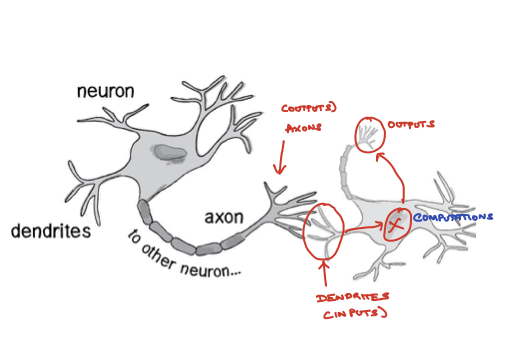 neuron
(OUTPUTS)
AXONS
OUTPUTS
dendrites
axon
COMPUTATIONS
to other neuron...
DENDRITES
(INPUTS)